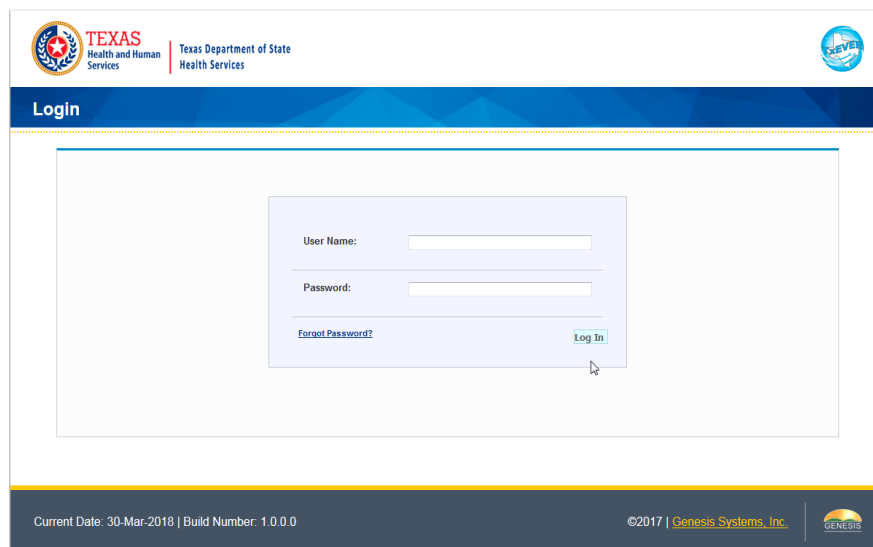 TEXAS
Health and Human
Services
Texas Department of State
Health Services
TxEVER
Login
User Name:
Password:
Forgot Password?
Log In
Current Date: 30-Mar-2018 | Build Number: 1.0.0.0
©2017 | Genesis Systems, Inc.
GENESIS